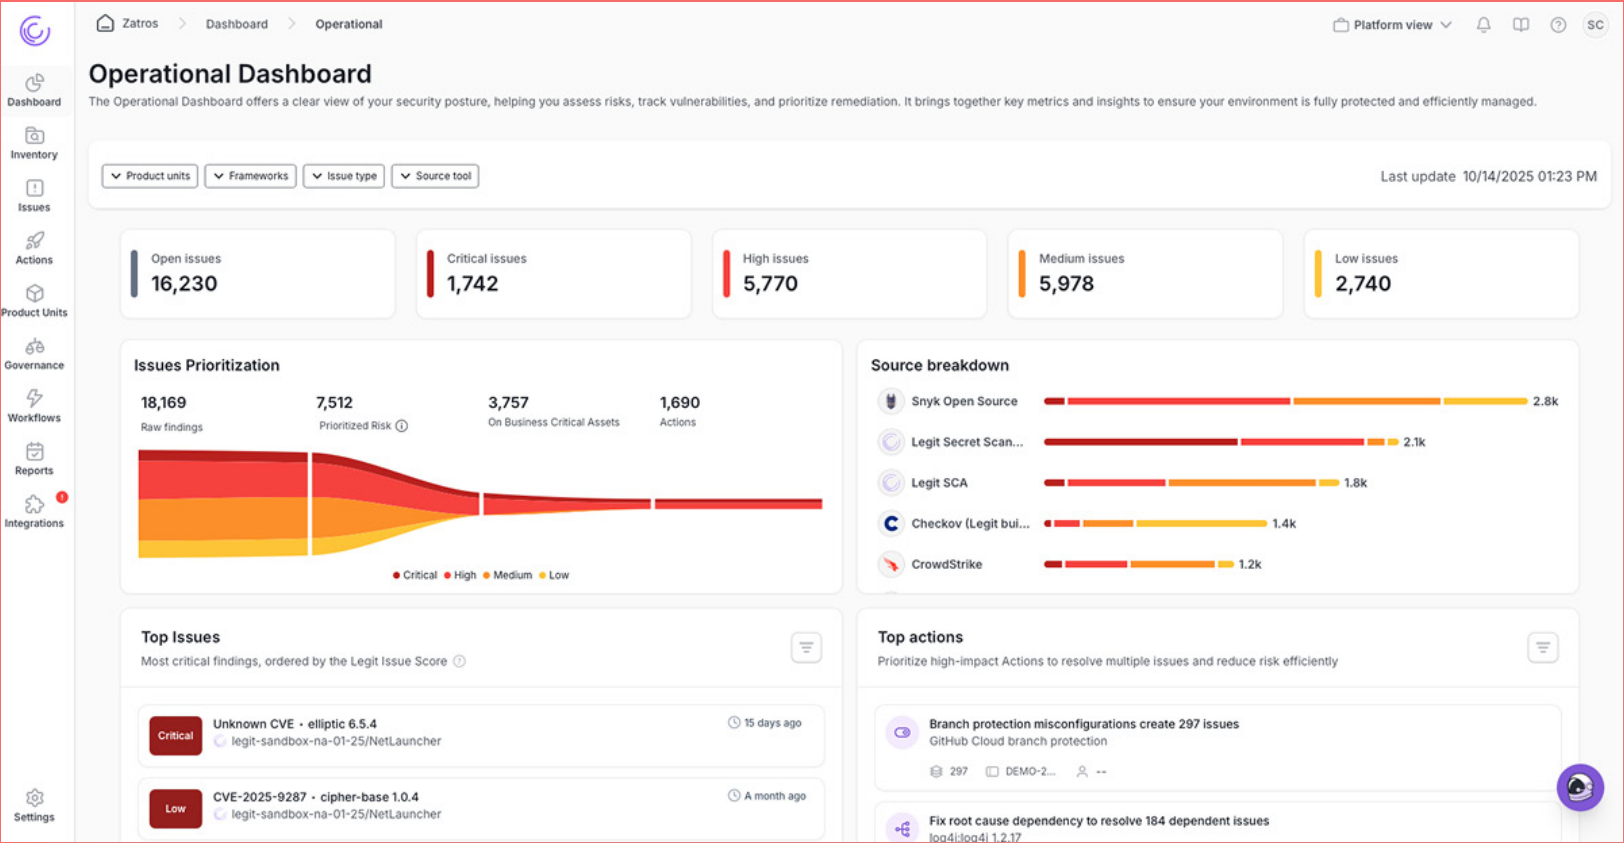 Zatros
Dashboard
Operational
Platform view
SC
Operational Dashboard
The Operational Dashboard offers a clear view of your security posture, helping you assess risks, track vulnerabilities, and prioritize remediation. It brings together key metrics and insights to ensure your environment is fully protected and efficiently managed.
Dashboard
Inventory
Issues
Actions
Product Units
Governance
Workflows
Reports
!
Integrations
Settings
Product units
Frameworks
Issue type
Source tool
Last update 10/14/2025 01:23 PM
Open issues
16,230
Critical issues
1,742
High issues
5,770
Medium issues
5,978
Low issues
2,740
Issues Prioritization
18,169
Raw findings
7,512
Prioritized Risk
3,757
On Business Critical Assets
1,690
Actions
Critical High Medium Low
Source breakdown
Snyk Open Source 2.8k
Legit Secret Scan... 2.1k
Legit SCA 1.8k
Checkov (Legit bui... 1.4k
CrowdStrike 1.2k
Top Issues
Most critical findings, ordered by the Legit Issue Score
Critical
Unknown CVE • elliptic 6.5.4
legit-sandbox-na-01-25/NetLauncher
15 days ago
Low
CVE-2025-9287 • cipher-base 1.0.4
legit-sandbox-na-01-25/NetLauncher
A month ago
Top actions
Prioritize high-impact Actions to resolve multiple issues and reduce risk efficiently
Branch protection misconfigurations create 297 issues
GitHub Cloud branch protection
297 DEMO-2... --
Fix root cause dependency to resolve 184 dependent issues
log4j:log4j 1.2.17